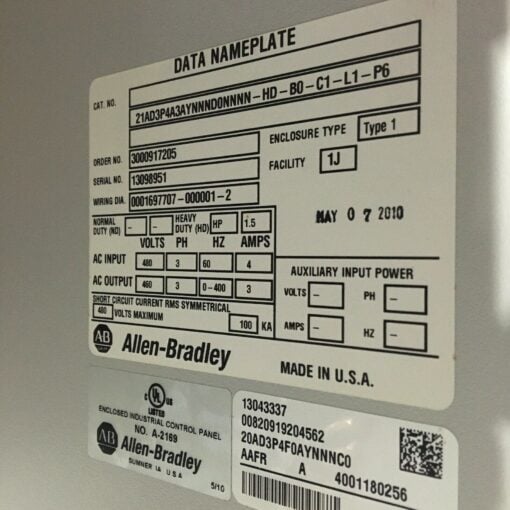 DATA NAMEPLATE
CAT. NO. 21AD3P4A3AYNNNDONNNN-HD-B0-C1-L1-P6
ORDER NO. 3000917205
ENCLOSURE TYPE Type 1
SERIAL NO. 13098951
FACILITY 1J
WIRING DIA. 0001697707-000001-2
NORMAL DUTY (ND) - - HEAVY DUTY (HD) HP 1.5
MAY 07 2010
VOLTS PH HZ AMPS
AC INPUT 480 3 60 4
AC OUTPUT 460 3 0-400 3
AUXILIARY INPUT POWER
VOLTS - PH -
AMPS - HZ -
SHORT CIRCUIT CURRENT RMS SYMMETRICAL
480 VOLTS MAXIMUM 100 KA
AB Allen-Bradley
MADE IN U.S.A.
C UL US
LISTED
ENCLOSED INDUSTRIAL CONTROL PANEL
NO. A-2169
AB Allen-Bradley
SUMNER IA USA
5/10
13043337
00820919204562
20AD3P4F0AYNNNC0
AAFR A 4001180256